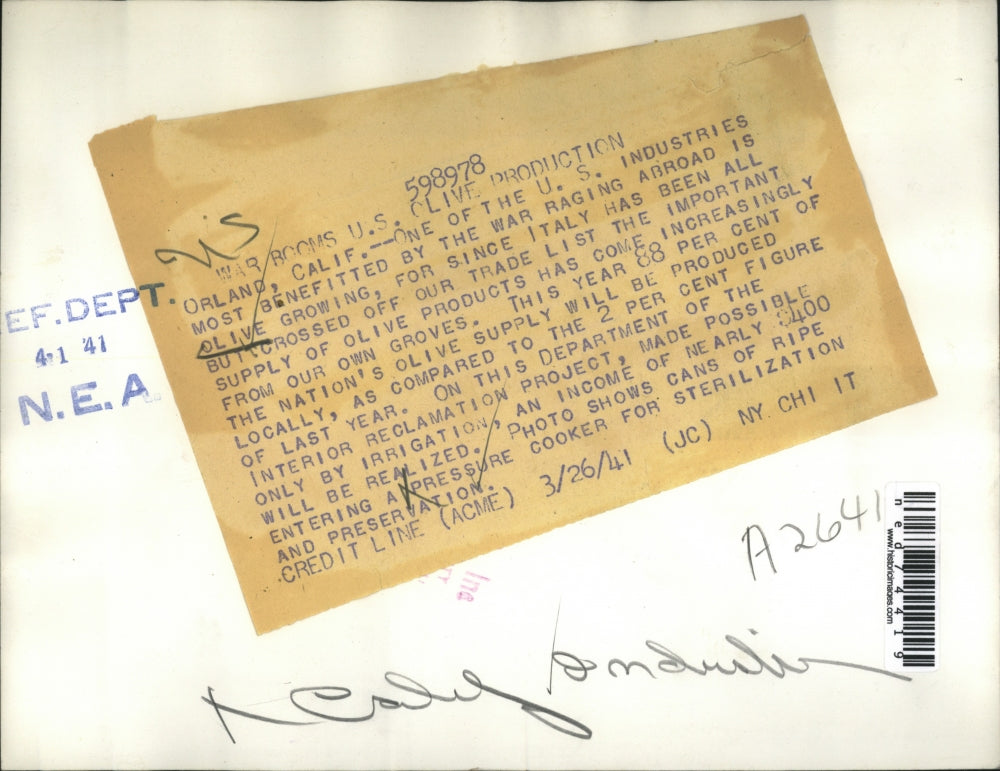 598978
WAR BOOMS U.S. OLIVE PRODUCTION
ORLAND, CALIF.--ONE OF THE U. S. INDUSTRIES
MOST BENEFITTED BY THE WAR RAGING ABROAD IS
OLIVE GROWING, FOR SINCE ITALY HAS BEEN ALL
BUT CROSSED OFF OUR TRADE LIST THE IMPORTANT
SUPPLY OF OLIVE PRODUCTS HAS COME INCREASINGLY
FROM OUR OWN GROVES. THIS YEAR 88 PER CENT OF
THE NATION'S OLIVE SUPPLY WILL BE PRODUCED
LOCALLY, AS COMPARED TO THE 2 PER CENT FIGURE
OF LAST YEAR. ON THIS DEPARTMENT OF THE
INTERIOR RECLAMATION PROJECT, MADE POSSIBLE
ONLY BY IRRIGATION, AN INCOME OF NEARLY $400
WILL BE REALIZED. PHOTO SHOWS CANS OF RIPE
ENTERING A PRESSURE COOKER FOR STERILIZATION
AND PRESERVATION.
CREDIT LINE (ACME) 3/26/41 (JC) NY CHI IT
EF. DEPT.
4 1 '41
N.E.A.
A2641
ned74419
www.historicimages.com